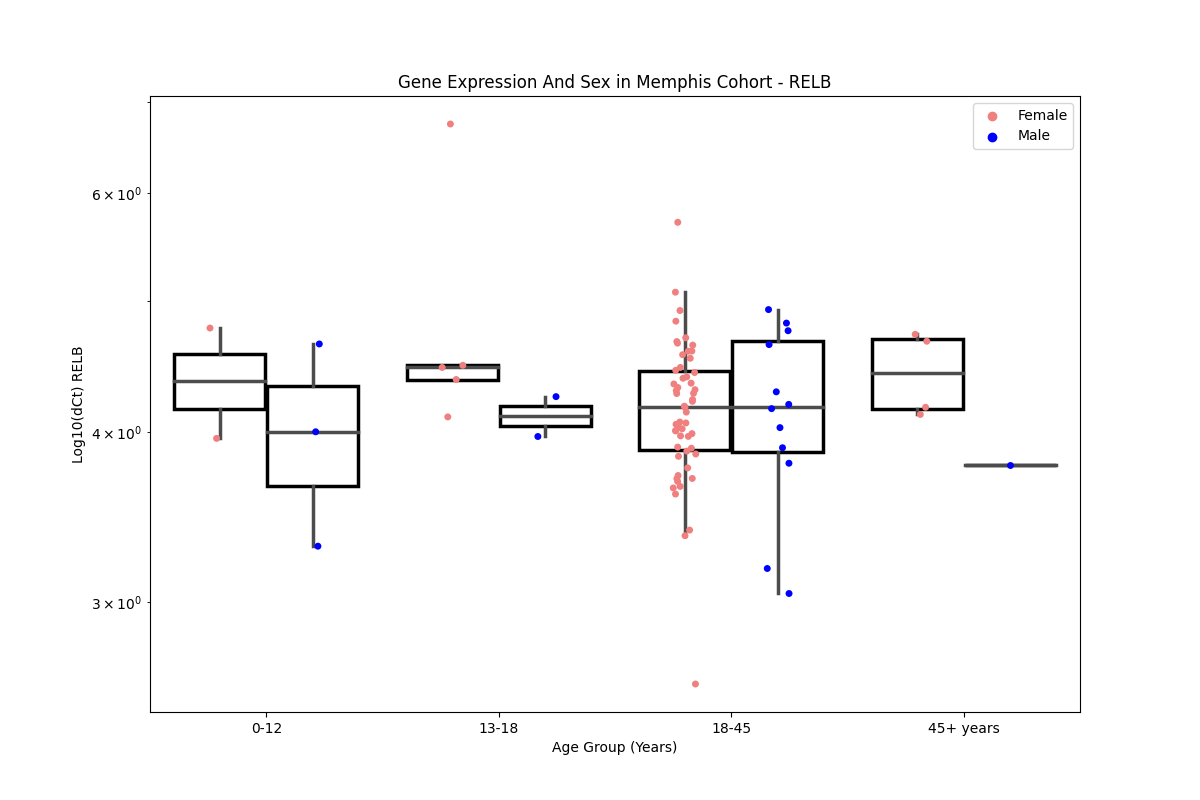 Gene Expression And Sex in Memphis Cohort - RELB
Female
Male
6 × 10⁰
4 × 10⁰
3 × 10⁰
Log10(dCt) RELB
0-12
13-18
18-45
45+ years
Age Group (Years)